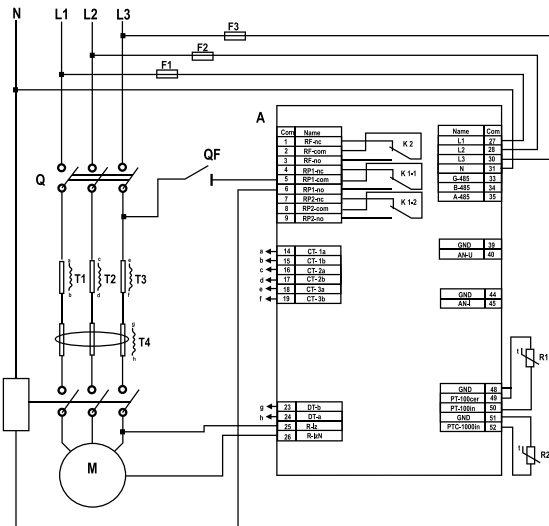 N L1 L2 L3
F3
F2
F1
A
Q
QF
Com Name
1 RF-nc
2 RF-com
3 RF-no
4 RP1-nc
5 RP1-com
6 RP1-no
7 RP2-nc
8 RP2-com
9 RP2-no
K 2
K 1-1
K 1-2
Name Com
L1 27
L2 28
L3 30
N 31
G-485 33
B-485 34
A-485 35
a 14 CT- 1a
b 15 CT- 1b
c 16 CT- 2a
d 17 CT- 2b
e 18 CT- 3a
f 19 CT- 3b
GND 39
AN-U 40
GND 44
AN-I 45
a c e
T1 T2 T3
b d f
g
T4
h
GND 48
PT-100cer 49
PT-100in 50
GND 51
PTC-1000in 52
t R1
t R2
g 23 DT-b
h 24 DT-a
25 R-Iz
26 R-IzN
M